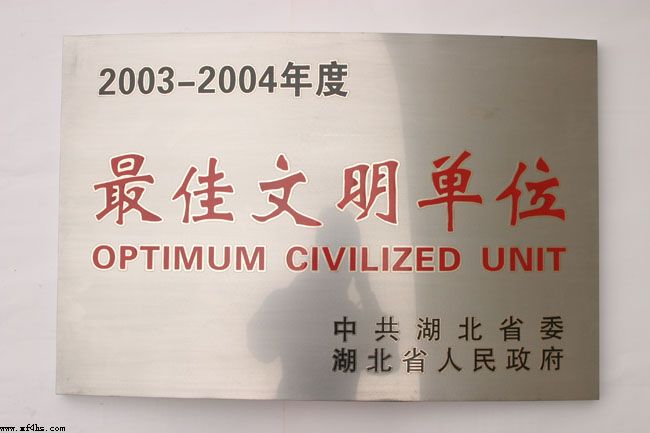 2003-2004年度
最佳文明单位
OPTIMUM CIVILIZED UNIT
中共湖北省委
湖北省人民政府
www.xf4hs.com